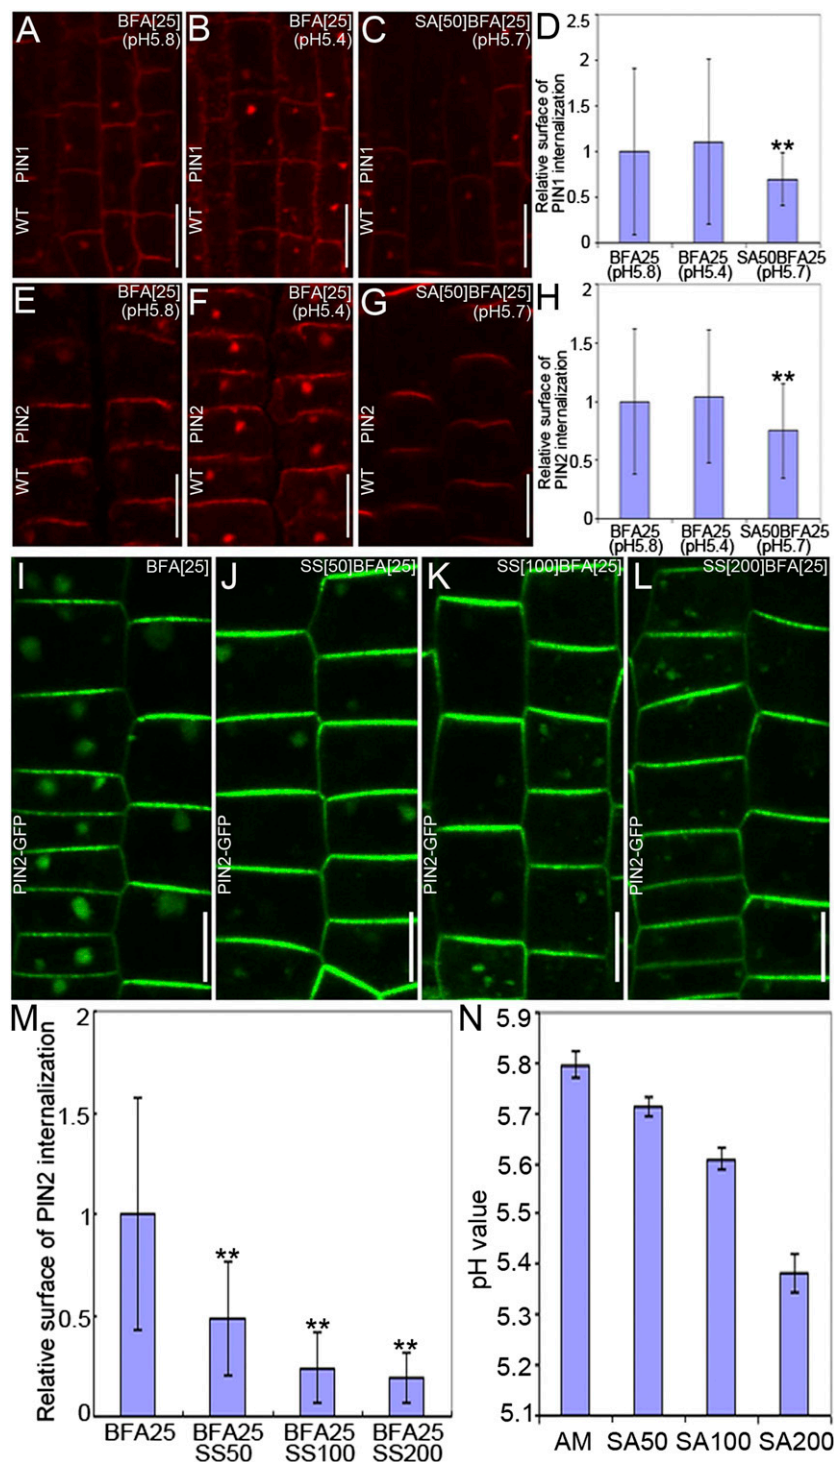 A
BFA[25]
(pH5.8)
WT PIN1
B
BFA[25]
(pH5.4)
WT PIN1
C
SA[50]BFA[25]
(pH5.7)
WT PIN1
D
Relative surface of
PIN1 internalization
2.5
2
1.5
1
0.5
0
**
BFA25
(pH5.8)
BFA25
(pH5.4)
SA50BFA25
(pH5.7)
E
BFA[25]
(pH5.8)
WT PIN2
F
BFA[25]
(pH5.4)
WT PIN2
G
SA[50]BFA[25]
(pH5.7)
WT PIN2
H
Relative surface of
PIN2 internalization
2
1.5
1
0.5
0
**
BFA25
(pH5.8)
BFA25
(pH5.4)
SA50BFA25
(pH5.7)
I
BFA[25]
PIN2-GFP
J
SS[50]BFA[25]
PIN2-GFP
K
SS[100]BFA[25]
PIN2-GFP
L
SS[200]BFA[25]
PIN2-GFP
M
Relative surface of PIN2 internalization
2
1.5
1
0.5
0
**
**
**
BFA25
BFA25
SS50
BFA25
SS100
BFA25
SS200
N
pH value
5.9
5.8
5.7
5.6
5.5
5.4
5.3
5.2
5.1
AM
SA50
SA100
SA200